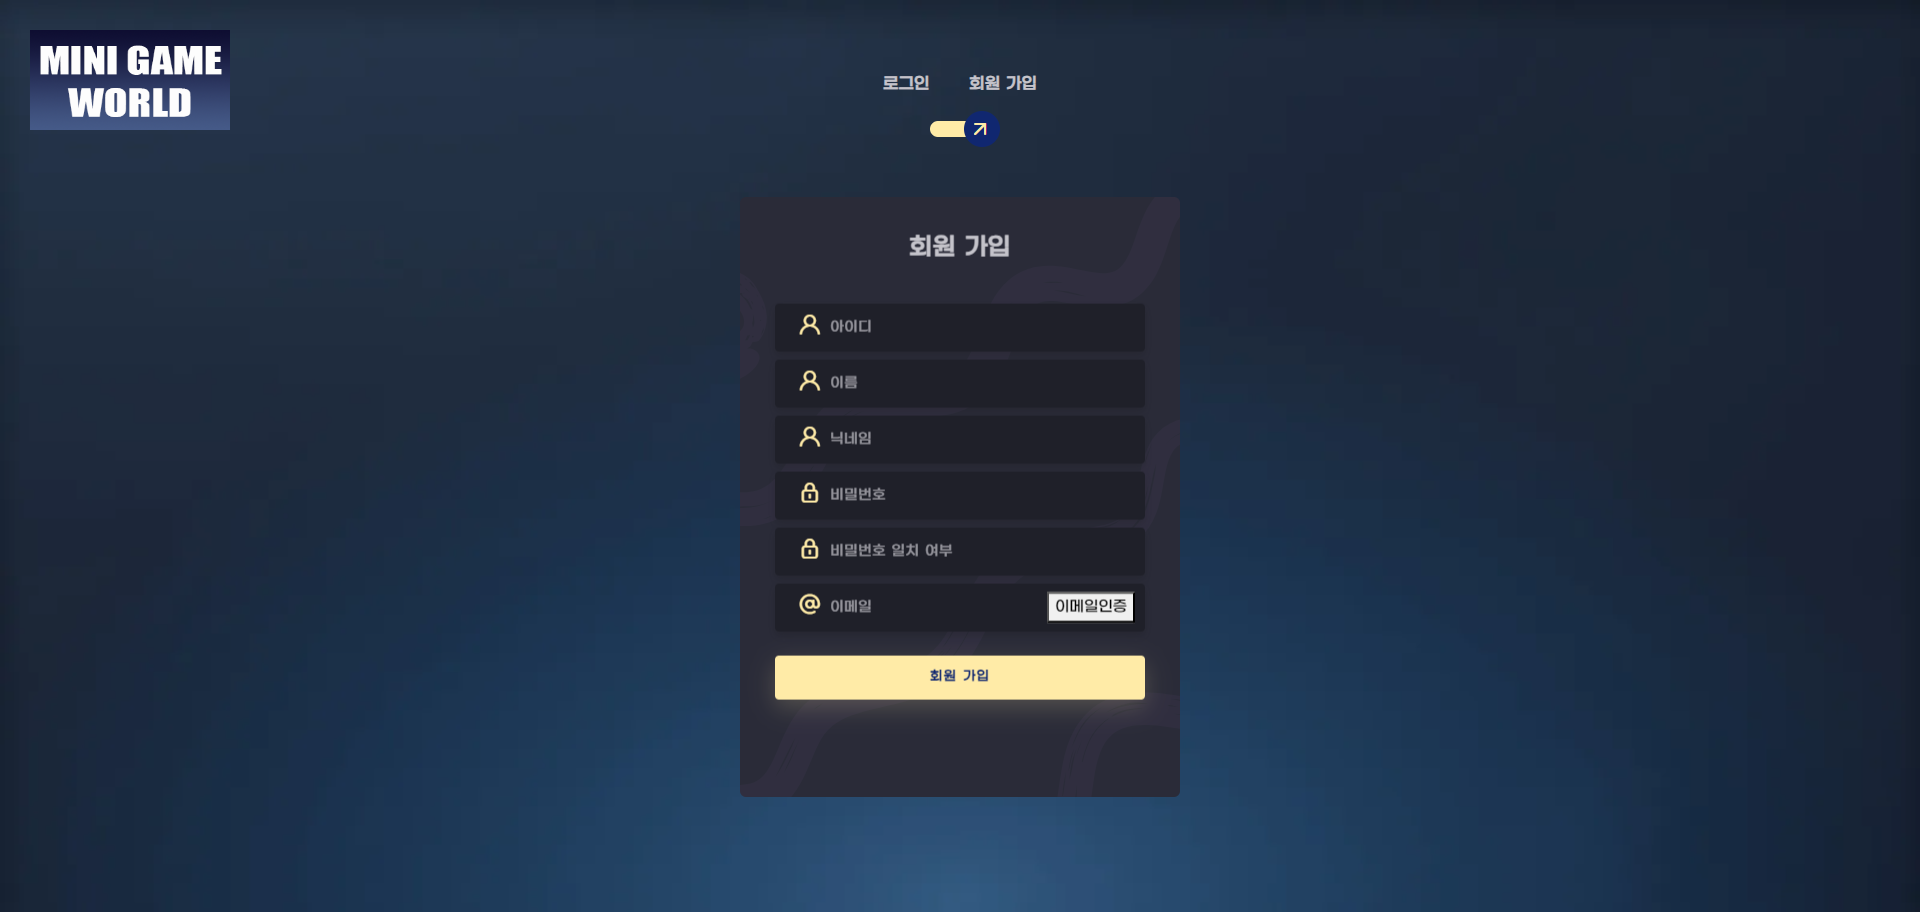 MINI GAME
WORLD
로그인 회원 가입
회원 가입
아이디
이름
닉네임
비밀번호
비밀번호 일치 여부
이메일 이메일인증
회원 가입